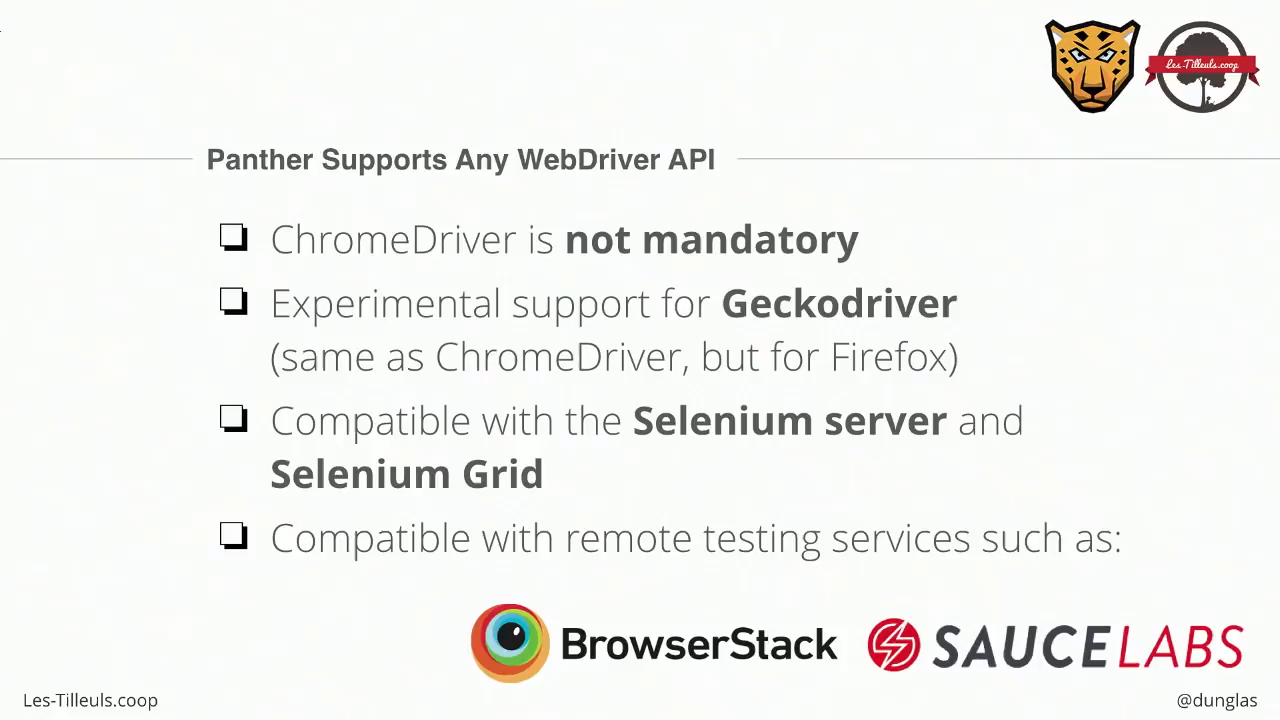 Les-Tilleuls.coop
Panther Supports Any WebDriver API
ChromeDriver is not mandatory
Experimental support for Geckodriver
(same as ChromeDriver, but for Firefox)
Compatible with the Selenium server and
Selenium Grid
Compatible with remote testing services such as:
BrowserStack
SAUCELABS
Les-Tilleuls.coop
@dunglas